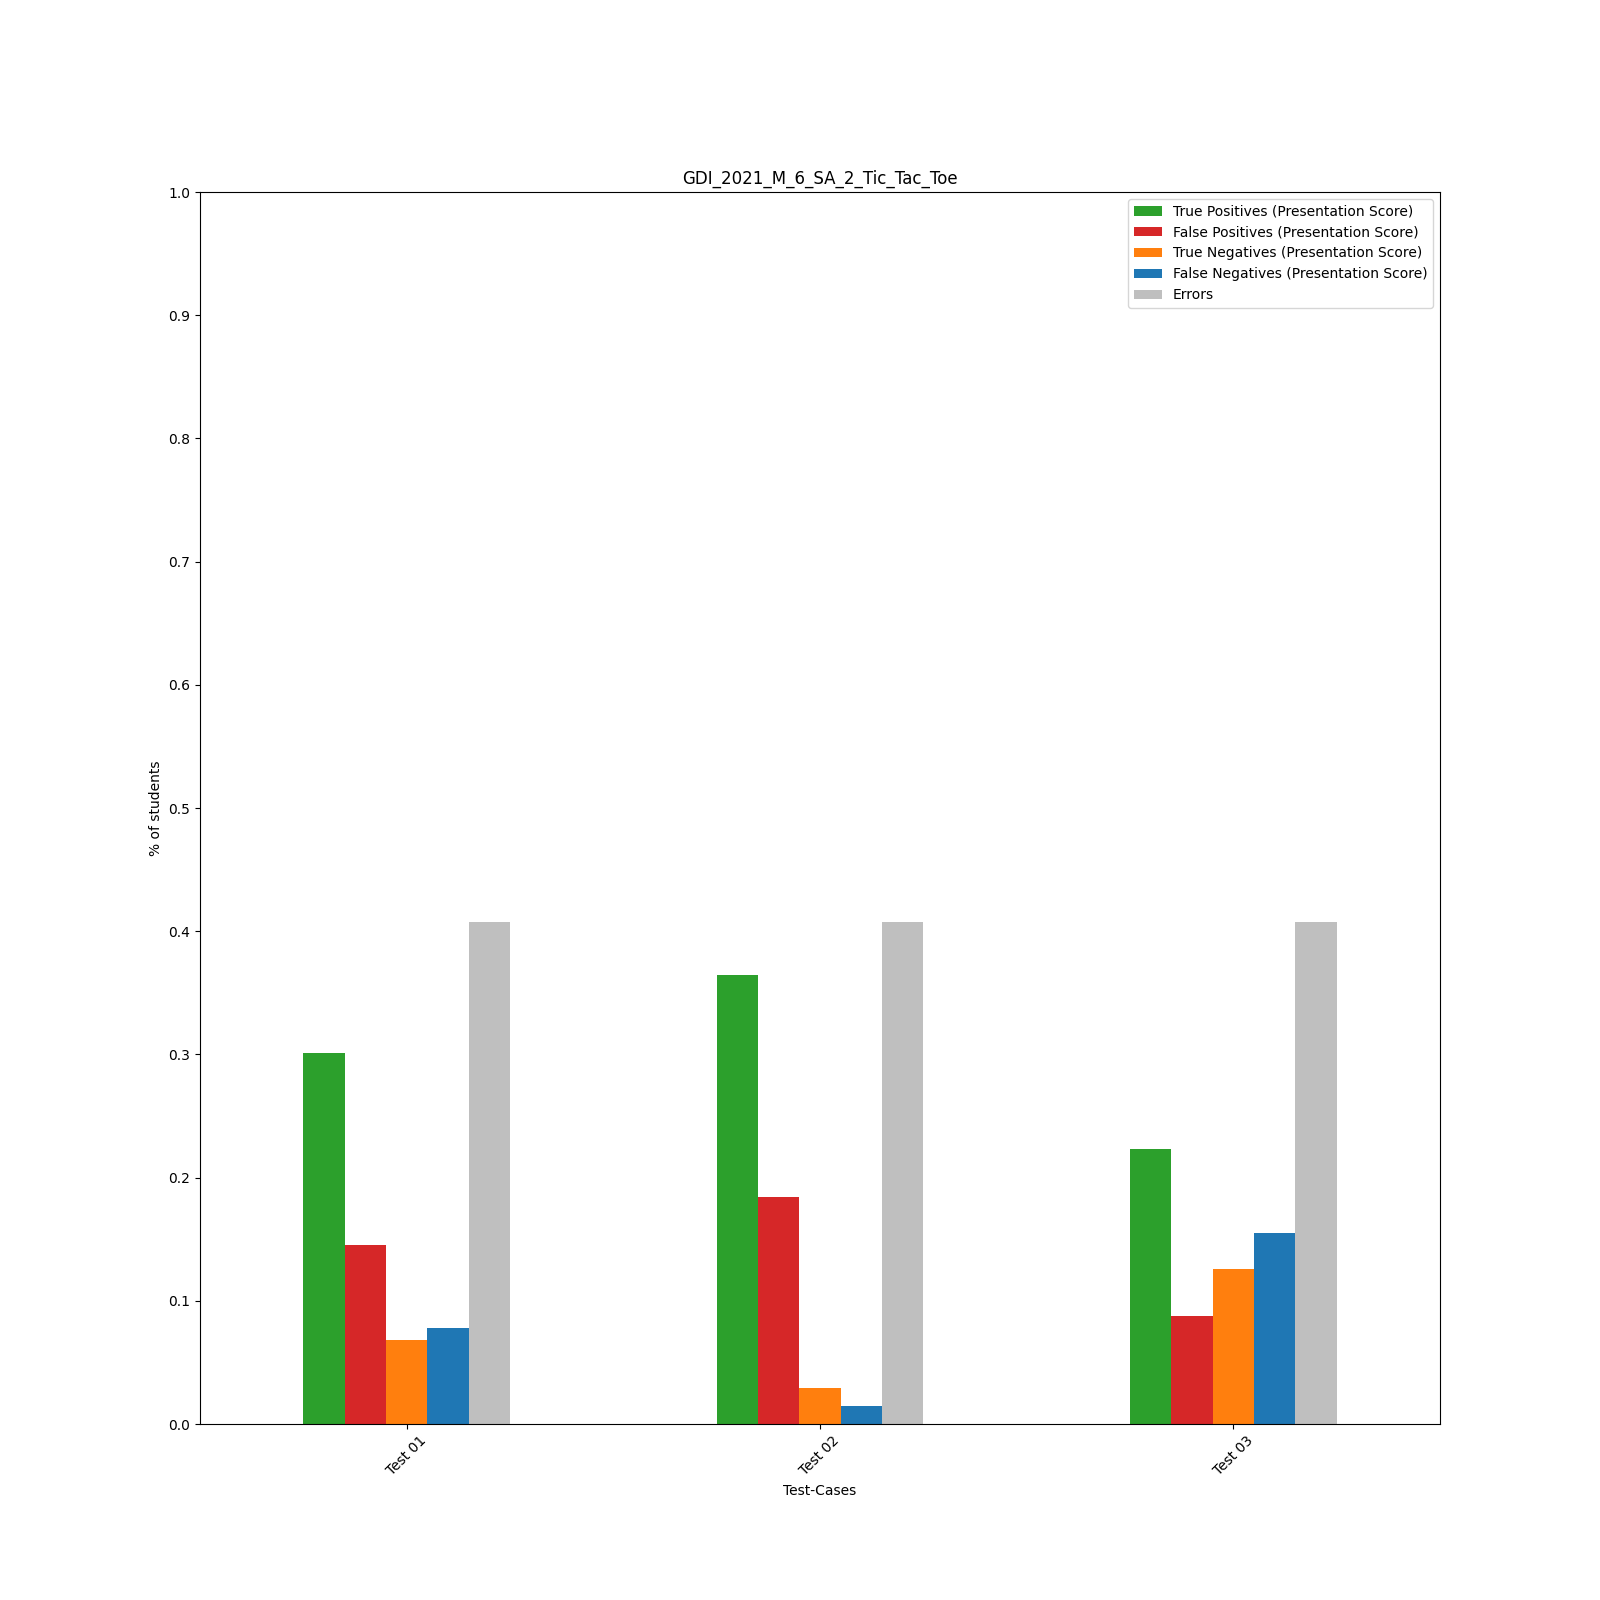 GDI_2021_M_6_SA_2_Tic_Tac_Toe
True Positives (Presentation Score)
False Positives (Presentation Score)
True Negatives (Presentation Score)
False Negatives (Presentation Score)
Errors
1.0
0.9
0.8
0.7
0.6
0.5
0.4
0.3
0.2
0.1
0.0
% of students
Test 01
Test 02
Test 03
Test-Cases